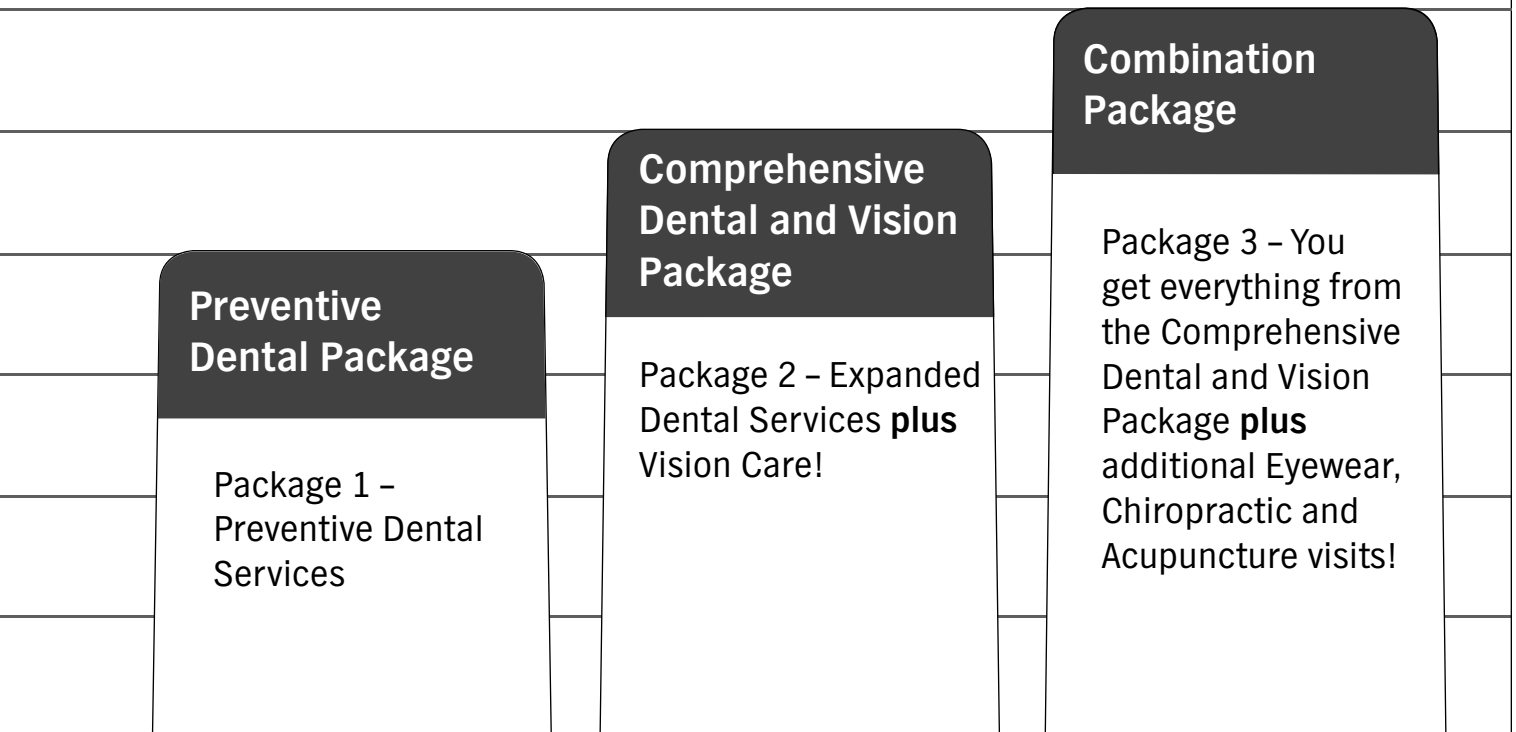 Preventive
Dental Package
Package 1 – 
Preventive Dental
Services
Comprehensive
Dental and Vision
Package
Package 2 – Expanded
Dental Services plus
Vision Care!
Combination
Package
Package 3 – You
get everything from
the Comprehensive
Dental and Vision
Package plus
additional Eyewear,
Chiropractic and
Acupuncture visits!